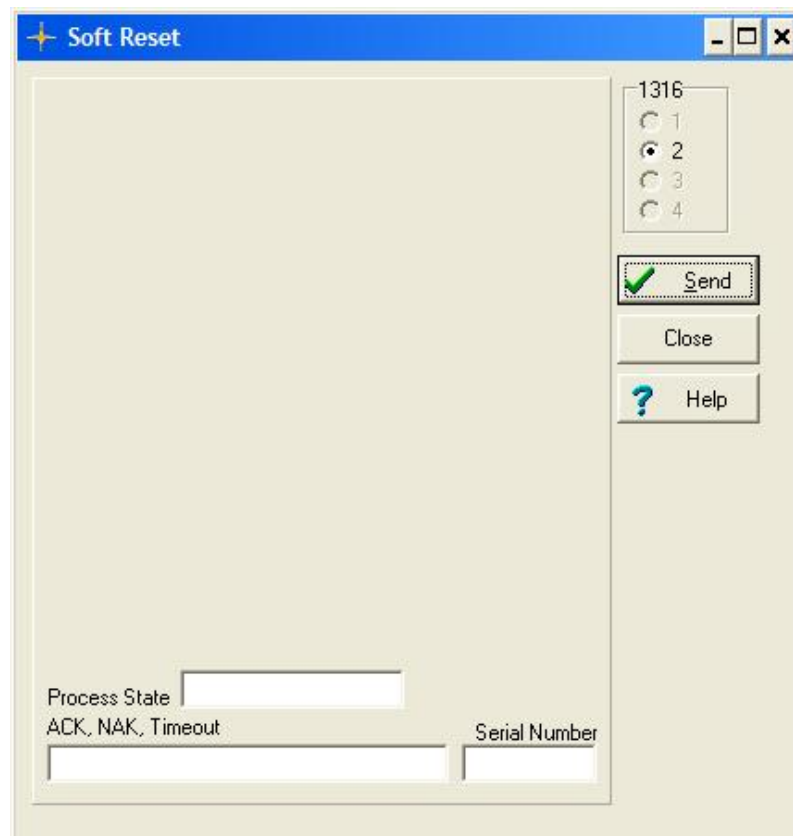 Soft Reset
1316
1
2
3
4
Send
Close
? Help
Process State
ACK, NAK, Timeout
Serial Number